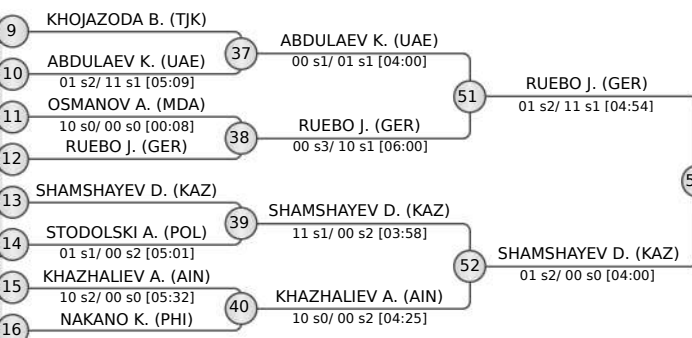 9 KHOJAZODA B. (TJK)
10 ABDULAEV K. (UAE)
01 s2/ 11 s1 [05:09]
11 OSMANOV A. (MDA)
10 s0/ 00 s0 [00:08]
12 RUEBO J. (GER)
13 SHAMSHAYEV D. (KAZ)
14 STODOLSKI A. (POL)
01 s1/ 00 s2 [05:01]
15 KHAZHALIEV A. (AIN)
10 s2/ 00 s0 [05:32]
16 NAKANO K. (PHI)
37 ABDULAEV K. (UAE)
00 s1/ 01 s1 [04:00]
38 RUEBO J. (GER)
00 s3/ 10 s1 [06:00]
39 SHAMSHAYEV D. (KAZ)
11 s1/ 00 s2 [03:58]
40 KHAZHALIEV A. (AIN)
10 s0/ 00 s2 [04:25]
51 RUEBO J. (GER)
01 s2/ 11 s1 [04:54]
52 SHAMSHAYEV D. (KAZ)
01 s2/ 00 s0 [04:00]